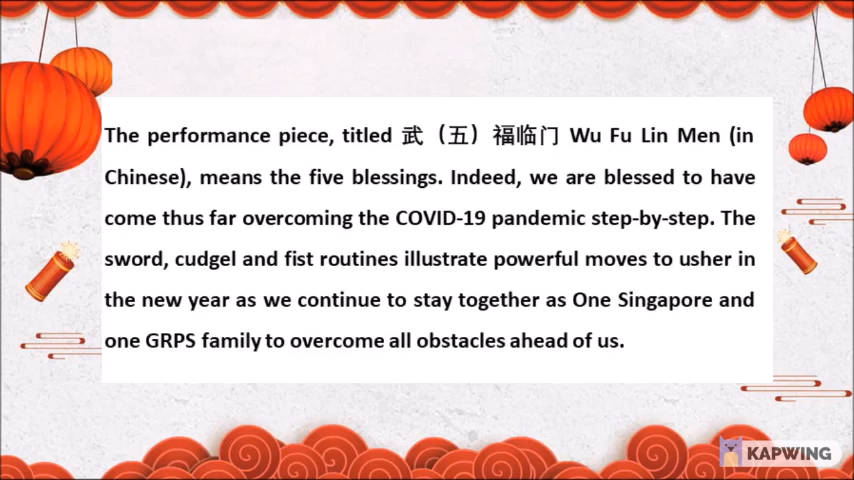 The performance piece, titled 武（五）福临门 Wu Fu Lin Men (in
Chinese), means the five blessings. Indeed, we are blessed to have
come thus far overcoming the COVID-19 pandemic step-by-step. The
sword, cudgel and fist routines illustrate powerful moves to usher in
the new year as we continue to stay together as One Singapore and
one GRPS family to overcome all obstacles ahead of us.
KAPWING